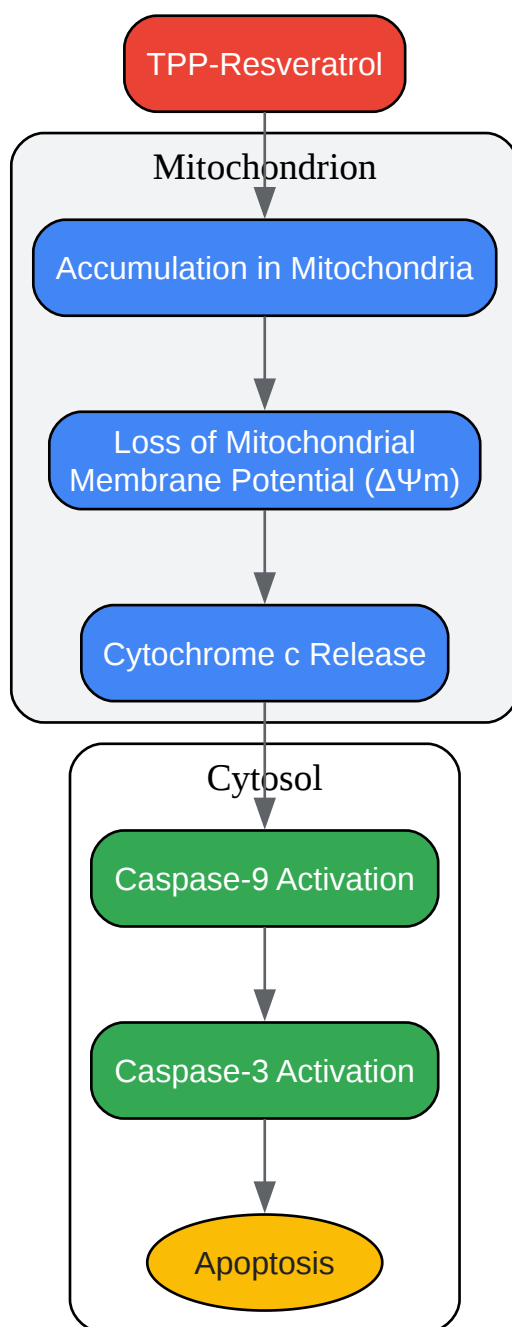 TPP-Resveratrol
Mitochondrion
Accumulation in Mitochondria
Loss of Mitochondrial
Membrane Potential (ΔΨm)
Cytochrome c Release
Cytosol
Caspase-9 Activation
Caspase-3 Activation
Apoptosis